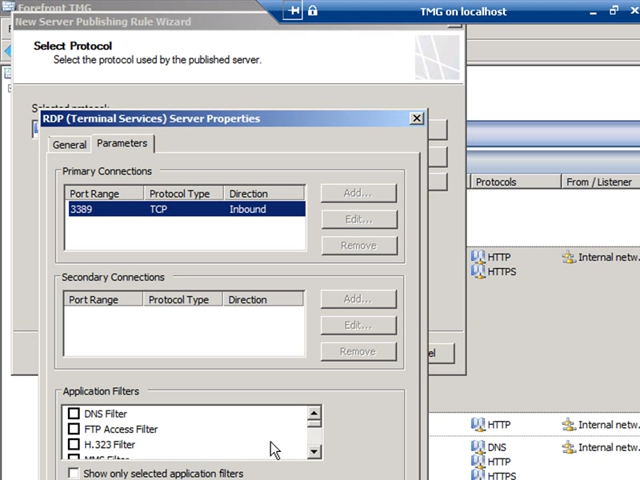 Forefront TMG
TMG on localhost
New Server Publishing Rule Wizard
Select Protocol
Select the protocol used by the published server.
Selected protocol:
RDP (Terminal Services) Server Properties
General
Parameters
Primary Connections
Port Range
Protocol Type
Direction
Add...
3389
TCP
Inbound
Edit...
Remove
Secondary Connections
Port Range
Protocol Type
Direction
Add...
Edit...
Remove
Application Filters
DNS Filter
FTP Access Filter
H.323 Filter
MMS Filter
Show only selected application filters
Protocols
From / Listener
HTTP
Internal netw..
HTTPS
HTTP
Internal netw..
DNS
Internal netw..
HTTP
HTTPS